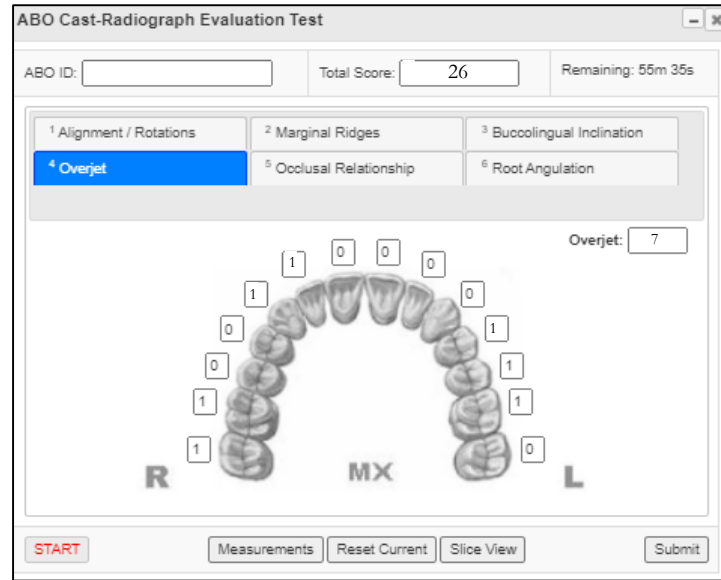 ABO Cast-Radiograph Evaluation Test
ABO ID: Total Score: 26 Remaining: 55m 35s
1 Alignment / Rotations 2 Marginal Ridges 3 Buccolingual Inclination
4 Overjet 5 Occlusal Relationship 6 Root Angulation
Overjet: 7
1 0 0 0
1 0
0 1
0 1
1 1
1 0
R MX L
START Measurements Reset Current Slice View Submit